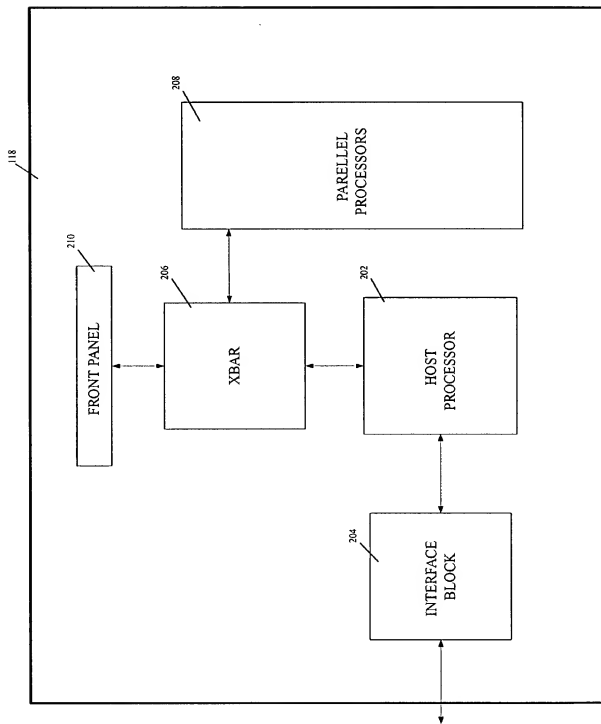 118
208
PARELLEL
PROCESSORS
210
FRONT PANEL
206
XBAR
202
HOST
PROCESSOR
204
INTERFACE
BLOCK